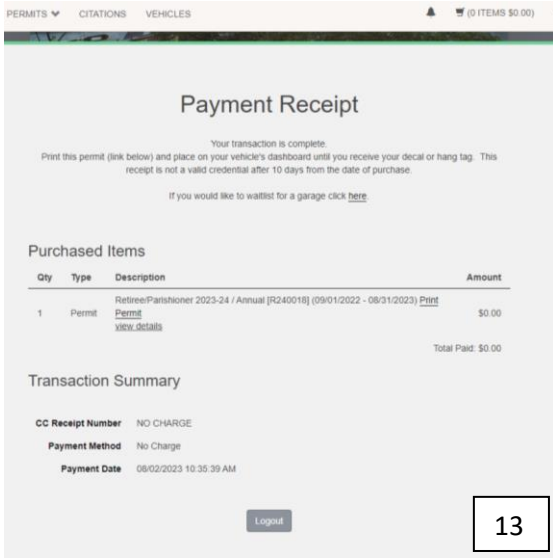 PERMITS CITATIONS VEHICLES (0 ITEMS $0.00)
Payment Receipt
Your transaction is complete.
Print this permit (link below) and place on your vehicle's dashboard until you receive your decal or hang tag. This
receipt is not a valid credential after 10 days from the date of purchase.
If you would like to waitlist for a garage click here.
Purchased Items
Qty Type Description Amount
Retiree/Parishioner 2023-24 / Annual [R240018] (09/01/2022 - 08/31/2023) Print
1 Permit Permit $0.00
view details
Total Paid: $0.00
Transaction Summary
CC Receipt Number NO CHARGE
Payment Method No Charge
Payment Date 08/02/2023 10:35:39 AM
Logout
13